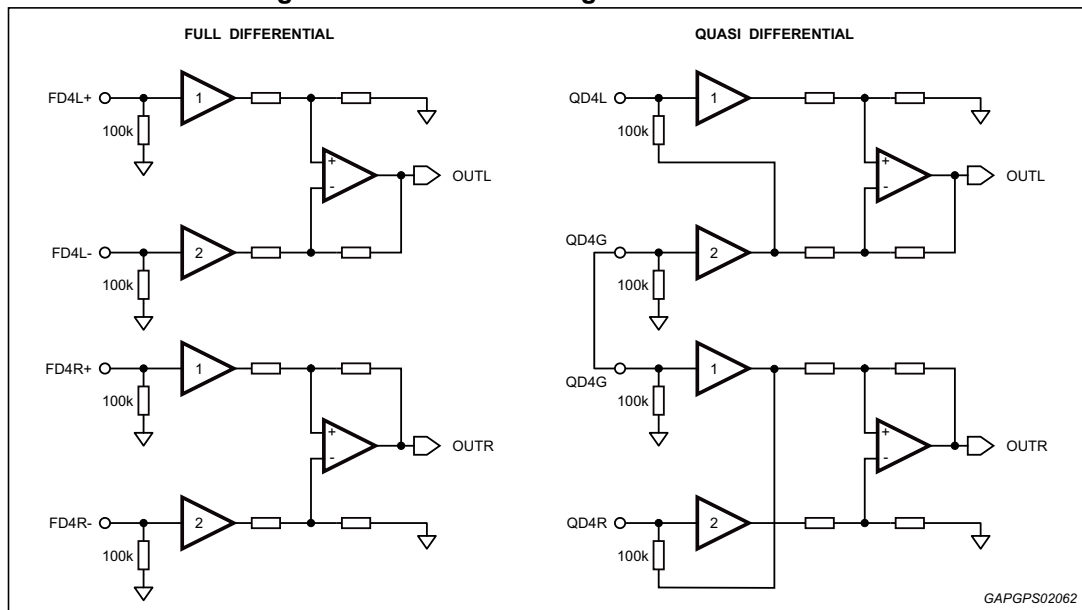 FULL DIFFERENTIAL
FD4L+
100k
1
+
-
OUTL
FD4L-
100k
2
FD4R+
100k
1
+
-
OUTR
FD4R-
100k
2
QUASI DIFFERENTIAL
QD4L
100k
1
+
-
OUTL
QD4G
100k
2
QD4G
100k
1
+
-
OUTR
QD4R
100k
2
GAPGPS02062